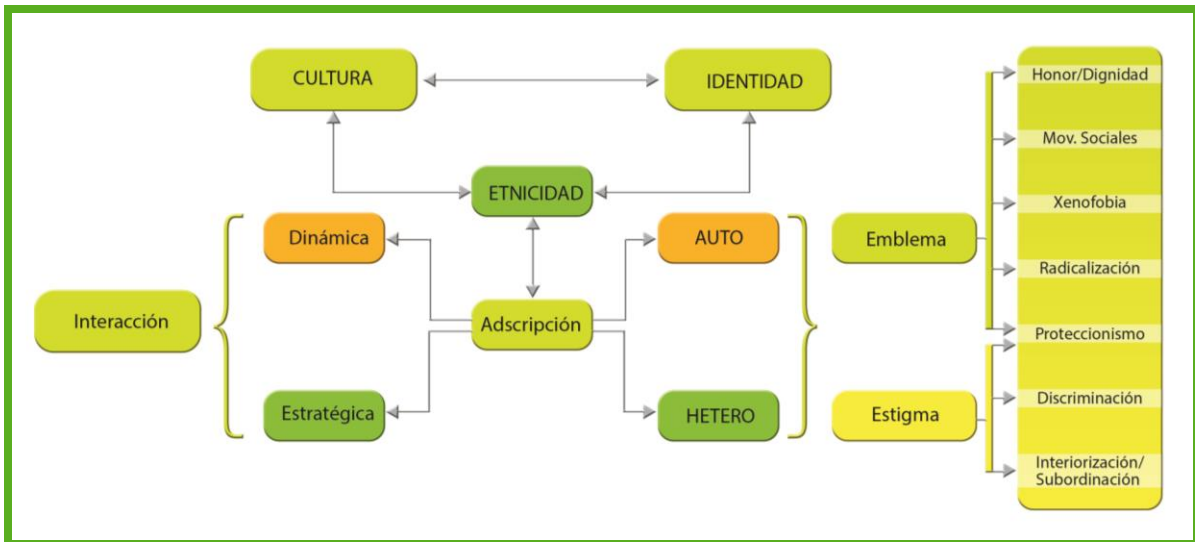 CULTURA
IDENTIDAD
ETNICIDAD
Interacción
Dinámica
Estratégica
Adscripción
AUTO
HETERO
Emblema
Estigma
Honor/Dignidad
Mov. Sociales
Xenofobia
Radicalización
Proteccionismo
Discriminación
Interiorización/
Subordinación